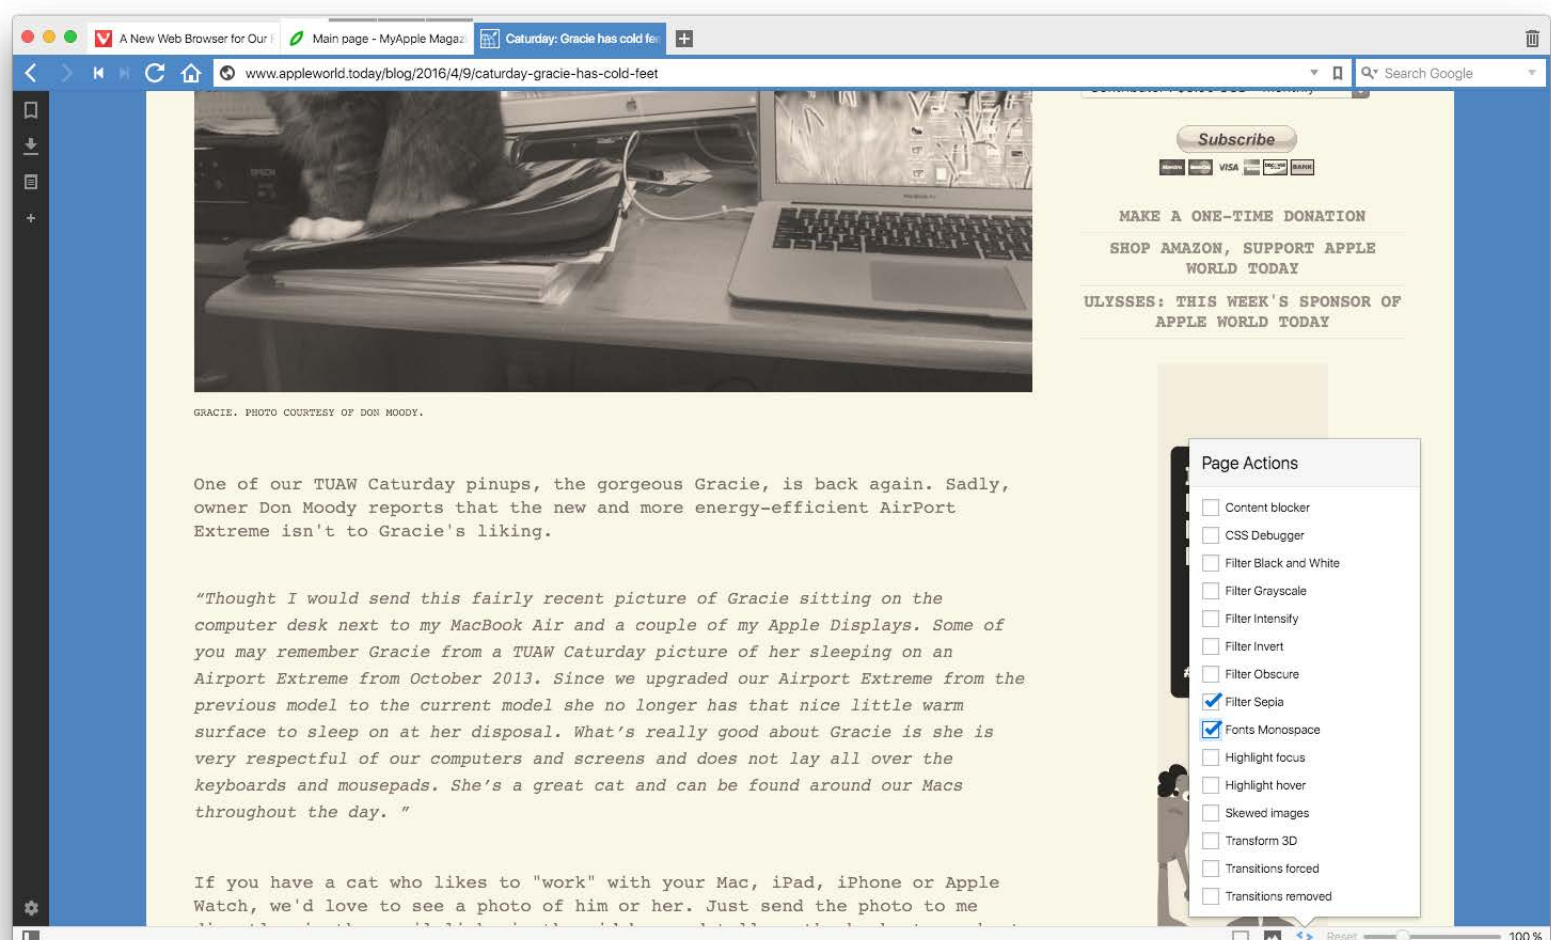 A New Web Browser for Our
Main page - MyApple Magaz
Caturday: Gracie has cold fee
www.appleworld.today/blog/2016/4/9/caturday-gracie-has-cold-feet
Search Google
Subscribe
VISA
BANK
MAKE A ONE-TIME DONATION
SHOP AMAZON, SUPPORT APPLE
WORLD TODAY
ULYSSES: THIS WEEK'S SPONSOR OF
APPLE WORLD TODAY
EPSON
GRACIE. PHOTO COURTESY OF DON MOODY.
One of our TUAW Caturday pinups, the gorgeous Gracie, is back again. Sadly,
owner Don Moody reports that the new and more energy-efficient AirPort
Extreme isn't to Gracie's liking.
“Thought I would send this fairly recent picture of Gracie sitting on the
computer desk next to my MacBook Air and a couple of my Apple Displays. Some of
you may remember Gracie from a TUAW Caturday picture of her sleeping on an
Airport Extreme from October 2013. Since we upgraded our Airport Extreme from the
previous model to the current model she no longer has that nice little warm
surface to sleep on at her disposal. What’s really good about Gracie is she is
very respectful of our computers and screens and does not lay all over the
keyboards and mousepads. She’s a great cat and can be found around our Macs
throughout the day. ”
If you have a cat who likes to "work" with your Mac, iPad, iPhone or Apple
Watch, we'd love to see a photo of him or her. Just send the photo to me
Page Actions
Content blocker
CSS Debugger
Filter Black and White
Filter Grayscale
Filter Intensify
Filter Invert
Filter Obscure
Filter Sepia
Fonts Monospace
Highlight focus
Highlight hover
Skewed images
Transform 3D
Transitions forced
Transitions removed
Reset
100 %